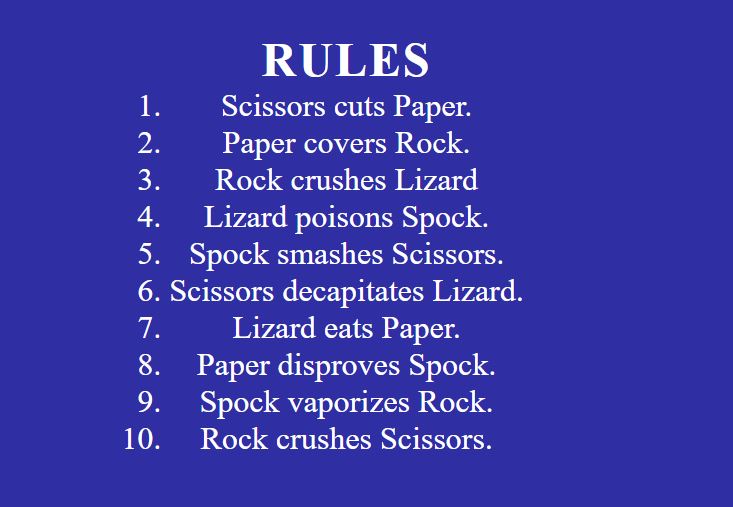 RULES
1. Scissors cuts Paper.
2. Paper covers Rock.
3. Rock crushes Lizard
4. Lizard poisons Spock.
5. Spock smashes Scissors.
6. Scissors decapitates Lizard.
7. Lizard eats Paper.
8. Paper disproves Spock.
9. Spock vaporizes Rock.
10. Rock crushes Scissors.